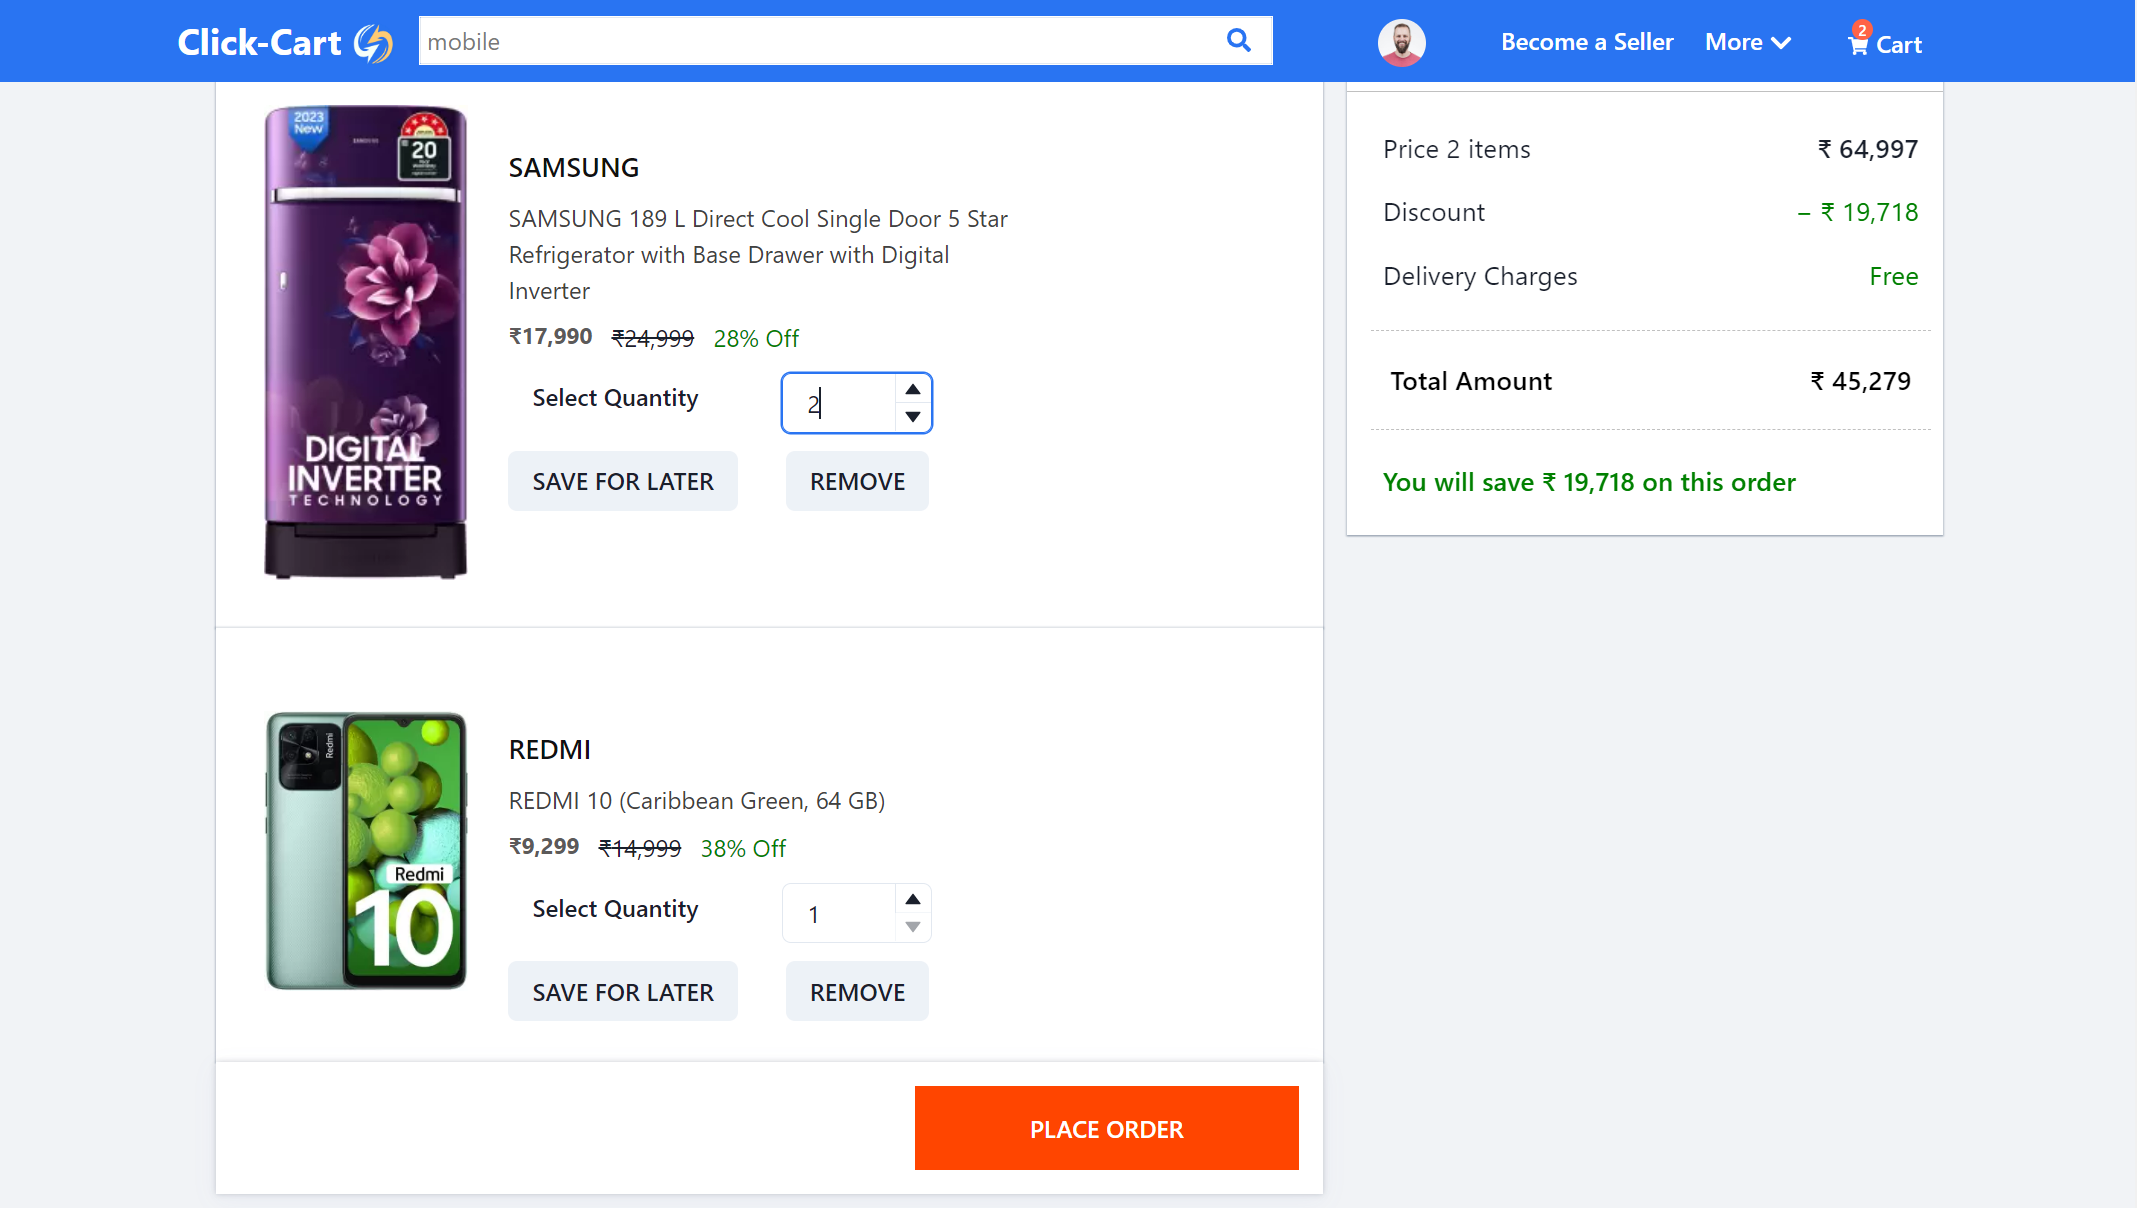 Click-Cart
mobile
Become a Seller
More
2
Cart
2023
New
SAMSUNG
20
DIGITAL
INVERTER
TECHNOLOGY
SAMSUNG
SAMSUNG 189 L Direct Cool Single Door 5 Star
Refrigerator with Base Drawer with Digital
Inverter
₹17,990 ₹24,999 28% Off
Select Quantity 2
SAVE FOR LATER REMOVE
Redmi
Redmi
10
REDMI
REDMI 10 (Caribbean Green, 64 GB)
₹9,299 ₹14,999 38% Off
Select Quantity 1
SAVE FOR LATER REMOVE
PLACE ORDER
Price 2 items ₹ 64,997
Discount – ₹ 19,718
Delivery Charges Free
Total Amount ₹ 45,279
You will save ₹ 19,718 on this order